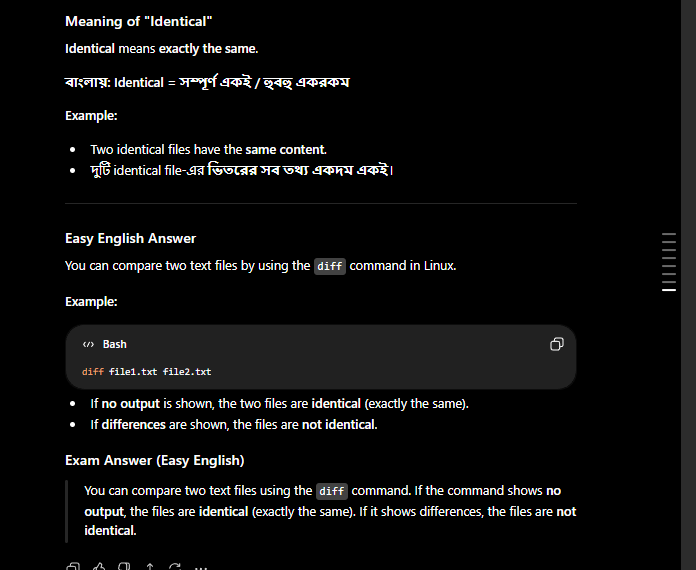 Meaning of "Identical"
Identical means exactly the same.
বাংলায়: Identical = সম্পূর্ণ একই / হুবহু একরকম
Example:
Two identical files have the same content.
দুটি identical file-এর ভিতরের সব তথ্য একদম একই।
Easy English Answer
You can compare two text files by using the diff command in Linux.
Example:
Bash
diff file1.txt file2.txt
If no output is shown, the two files are identical (exactly the same).
If differences are shown, the files are not identical.
Exam Answer (Easy English)
You can compare two text files using the diff command. If the command shows no
output, the files are identical (exactly the same). If it shows differences, the files are not
identical.